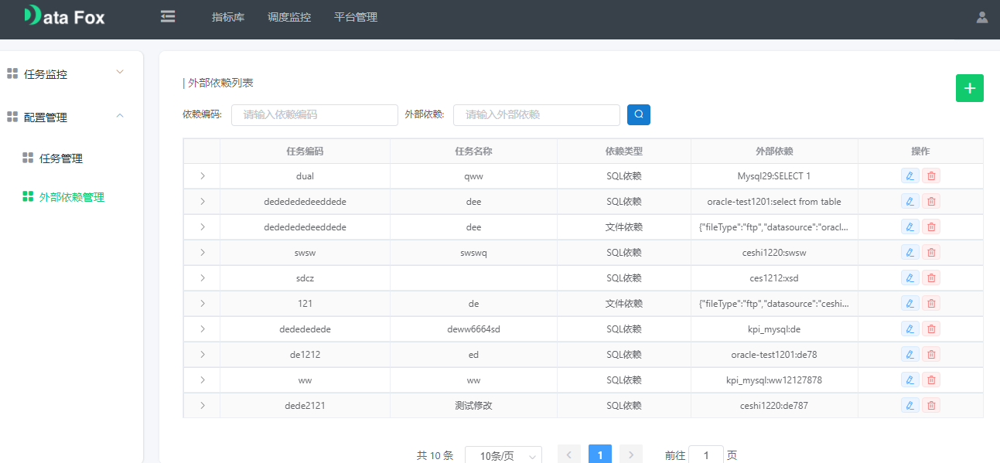 Data Fox
指标库 调度监控 平台管理
任务监控
配置管理
任务管理
外部依赖管理
外部依赖列表
依赖编码: 请输入依赖编码 外部依赖: 请输入外部依赖
任务编码 任务名称 依赖类型 外部依赖 操作
dual qww SQL依赖 Mysql29:SELECT 1
dedededdeeddede dee SQL依赖 oracle-test1201:select from table
dedededdeeddede dee 文件依赖 {"fileType":"ftp","datasource":"oracl...
swsw swswq SQL依赖 ceshi1220:swsw
sdcz SQL依赖 ces1212:xsd
121 de 文件依赖 {"fileType":"ftp","datasource":"ceshi...
dedededede deww6664sd SQL依赖 kpi_mysql:de
de1212 ed SQL依赖 oracle-test1201:de78
ww ww SQL依赖 kpi_mysql:ww12127878
dede2121 测试修改 SQL依赖 ceshi1220:de787
共 10 条 10条/页 1 前往 1 页